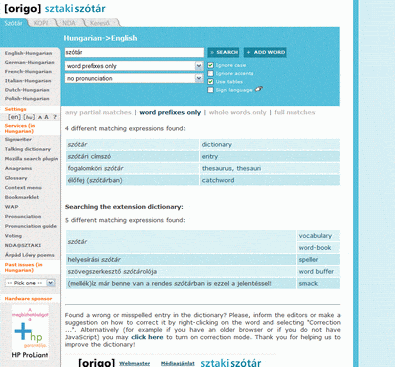 [origo] sztakiszótár
Szótár KOPI NDA Kereső
Hungarian->English
szótár
+ SEARCH + ADD WORD
word prefixes only
Ignore case
no pronunciation
Ignore accents
Use tables
Sign language
English-Hungarian
German-Hungarian
French-Hungarian
Italian-Hungarian
Dutch-Hungarian
Polish-Hungarian
Settings
[en] [hu] A A ?
Services (in Hungarian)
Signwriter
Talking dictionary
Mozilla search plugin
Anagrams
Glossary
Context menu
Bookmarklet
WAP
Pronunciation
Pronunciation guide
Voting
NDA@SZTAKI
Árpád Lówy poems
Past issues (in Hungarian)
-- Pick one --
Hardware sponsor
A megbízhatóságot a
hp
garantálja
HP ProLiant
any partial matches | word prefixes only | whole words only | full matches
4 different matching expressions found:
szótár dictionary
szótári címszó entry
fogalomköri szótár thesaurus, thesauri
élőfej (szótárban) catchword
Searching the extension dictionary:
5 different matching expressions found:
szótár vocabulary
word-book
helyesírási szótár speller
szövegszerkesztő szótárolója word buffer
(mellék)íz már benne van a rendes szótárban is ezzel a jelentéssel! smack
Found a wrong or misspelled entry in the dictionary? Please, inform the editors or make a
suggestion on how to correct it by right-clicking on the word and selecting "Correction
...". Alternatively (for example if you have an older browser or if you do not have
JavaScript) you may click here to turn on correction mode. Thank you for helping us to
improve the dictionary!
[origo] Webmaster Médiaajánlat sztakiszótár